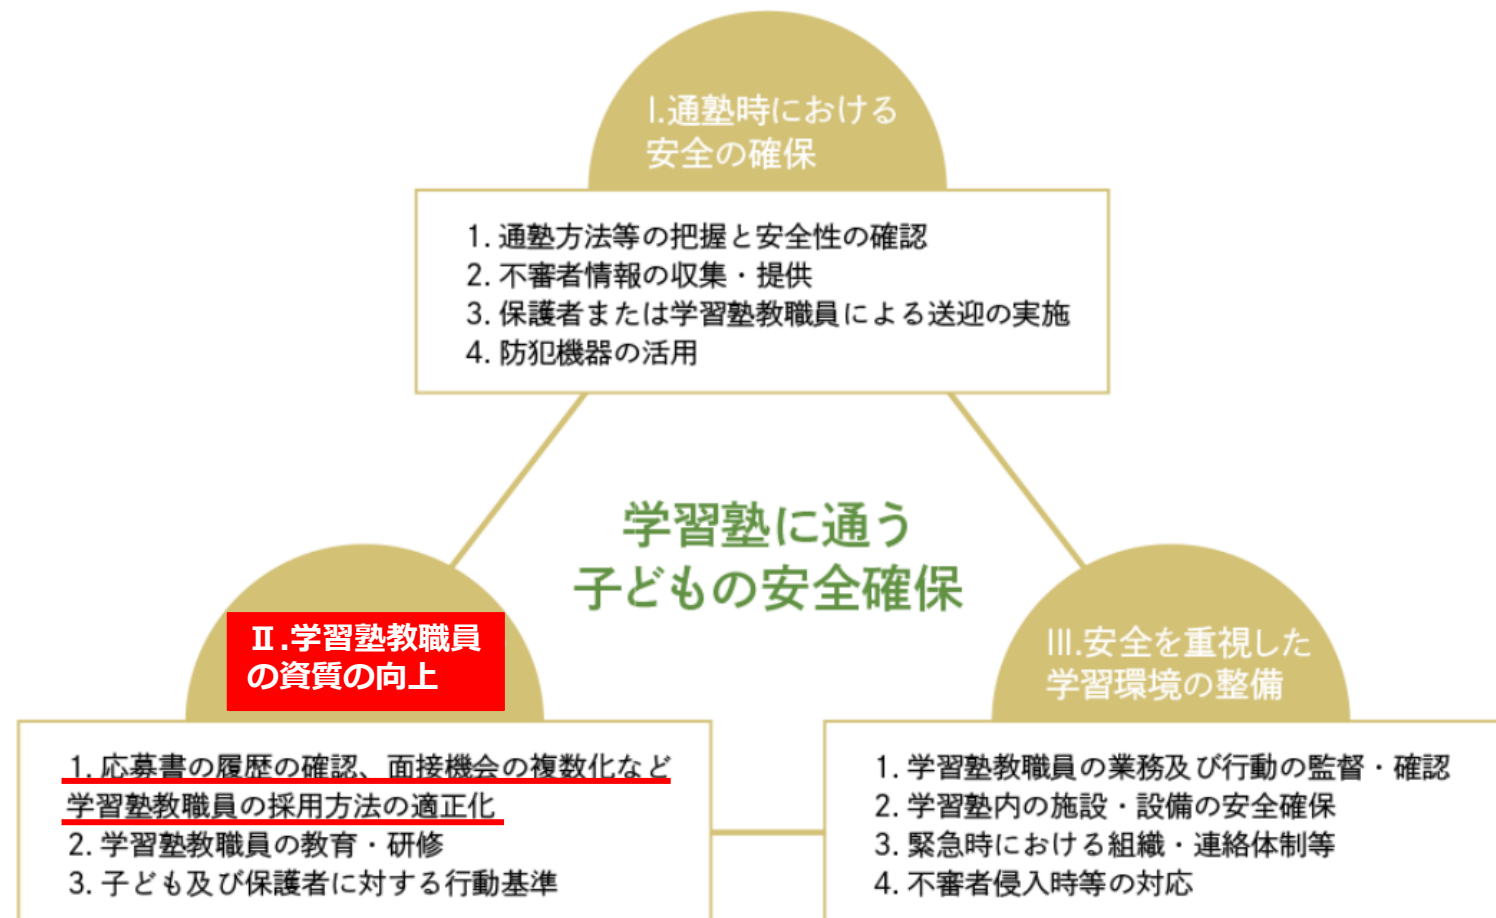 I.通塾時における
安全の確保
1. 通塾方法等の把握と安全性の確認
2. 不審者情報の収集・提供
3. 保護者または学習塾教職員による送迎の実施
4. 防犯機器の活用
学習塾に通う
子どもの安全確保
Ⅱ.学習塾教職員
の資質の向上
1. 応募書の履歴の確認、面接機会の複数化など
学習塾教職員の採用方法の適正化
2. 学習塾教職員の教育・研修
3. 子ども及び保護者に対する行動基準
III.安全を重視した
学習環境の整備
1. 学習塾教職員の業務及び行動の監督・確認
2. 学習塾内の施設・設備の安全確保
3. 緊急時における組織・連絡体制等
4. 不審者侵入時等の対応